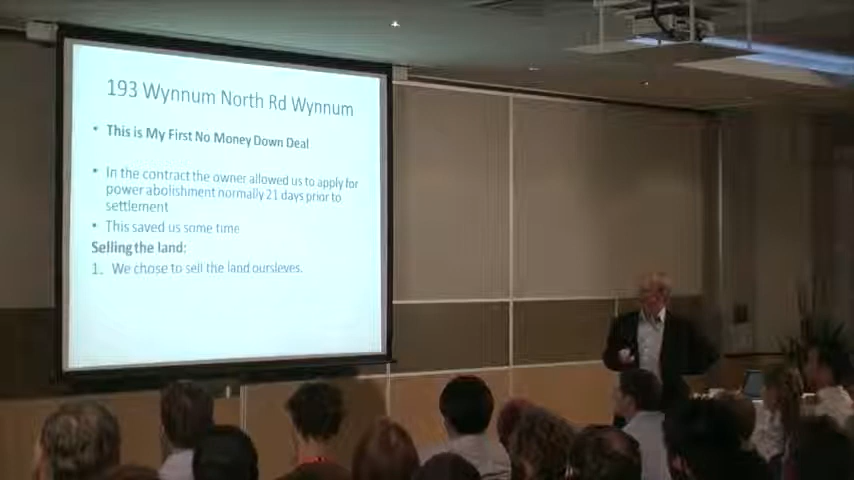 193 Wynnum North Rd Wynnum
• This is My First No Money Down Deal
• In the contract the owner allowed us to apply for
power abolishment normally 21 days prior to
settlement
• This saved us some time
Selling the land:
1. We chose to sell the land oursleves.